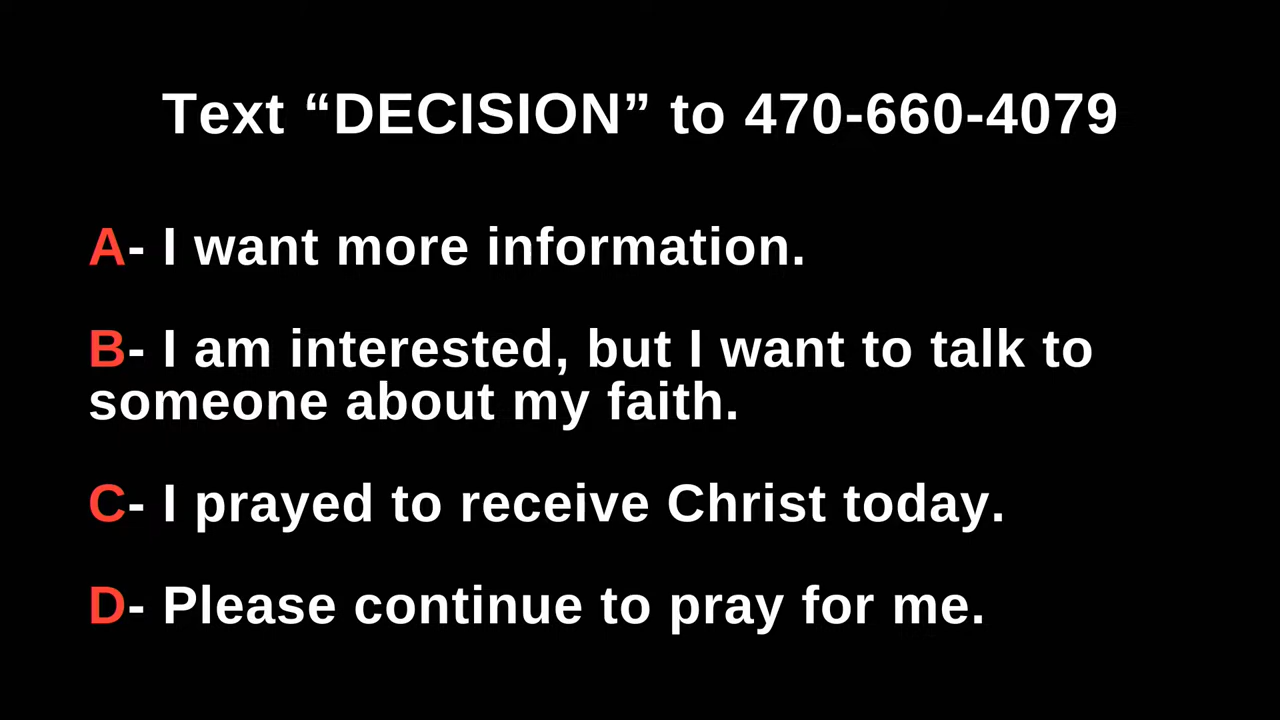 Text “DECISION” to 470-660-4079
A- I want more information.
B- I am interested, but I want to talk to
someone about my faith.
C- I prayed to receive Christ today.
D- Please continue to pray for me.